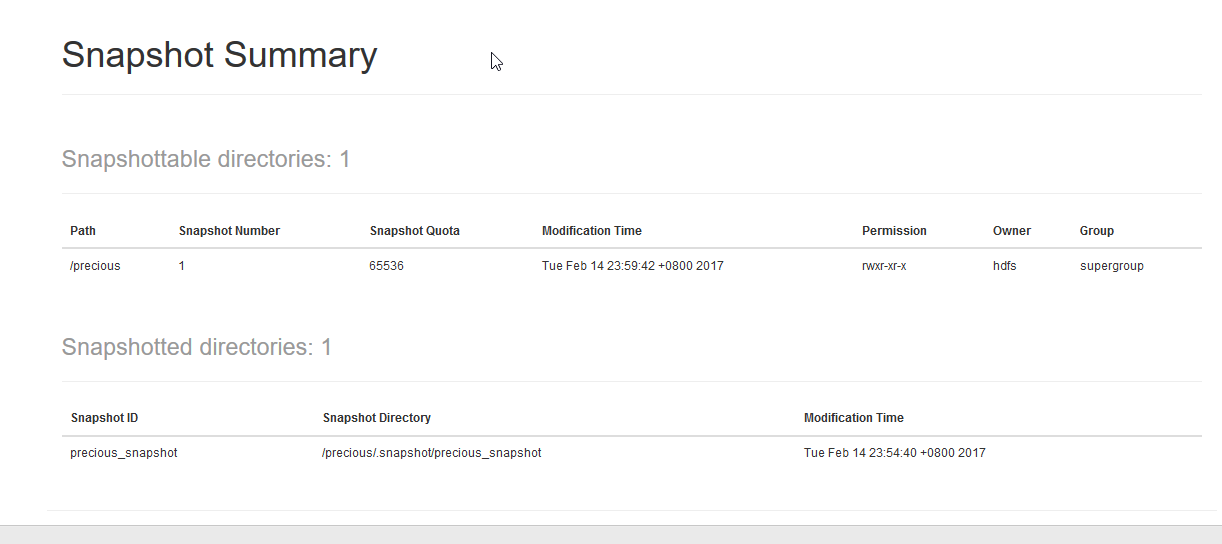 Snapshot Summary
Snapshottable directories: 1
Path Snapshot Number Snapshot Quota Modification Time Permission Owner Group
/precious 1 65536 Tue Feb 14 23:59:42 +0800 2017 rwxr-xr-x hdfs supergroup
Snapshotted directories: 1
Snapshot ID Snapshot Directory Modification Time
precious_snapshot /precious/.snapshot/precious_snapshot Tue Feb 14 23:54:40 +0800 2017